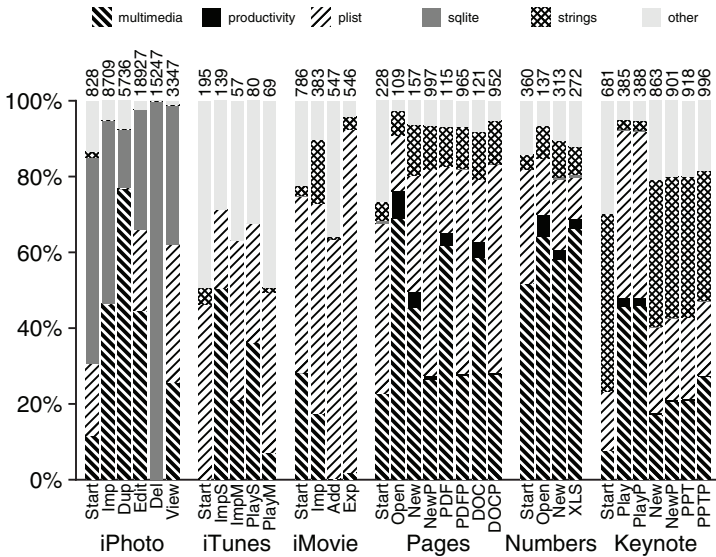 multimedia productivity plist sqlite strings other
828 8709 5736 18927 15247 3347 195 139 57 80 69 786 383 547 546 228 109 157 997 115 965 121 952 360 137 313 272 681 385 388 863 901 918 996
100%
80%
60%
40%
20%
0%
Start Imp Dup Edit Del View Start ImpS ImpM PlayS PlayM Start Imp Add Exp Start Open New NewP PDF PDFP DOC DOCP Start Open New XLS Start Play PlayP New NewP PPT PPTP
iPhoto iTunes iMovie Pages Numbers Keynote